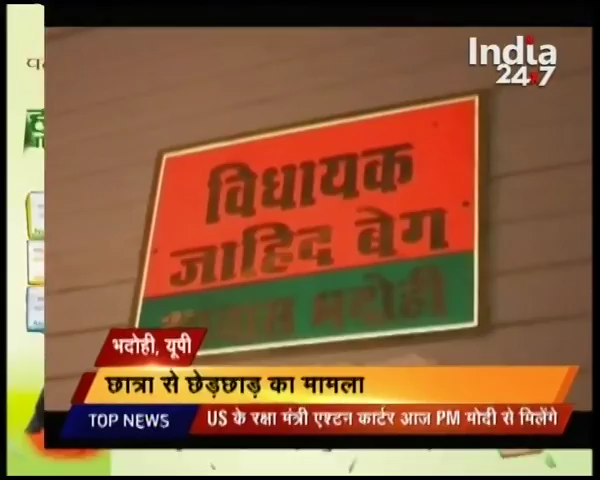 India
24x7
विधायक
जाहिद बेग
भदोही
भदोही, यूपी
छात्रा से छेड़छाड़ का मामला
TOP NEWS
US के रक्षा मंत्री एश्टन कार्टर आज PM मोदी से मिलेंगे